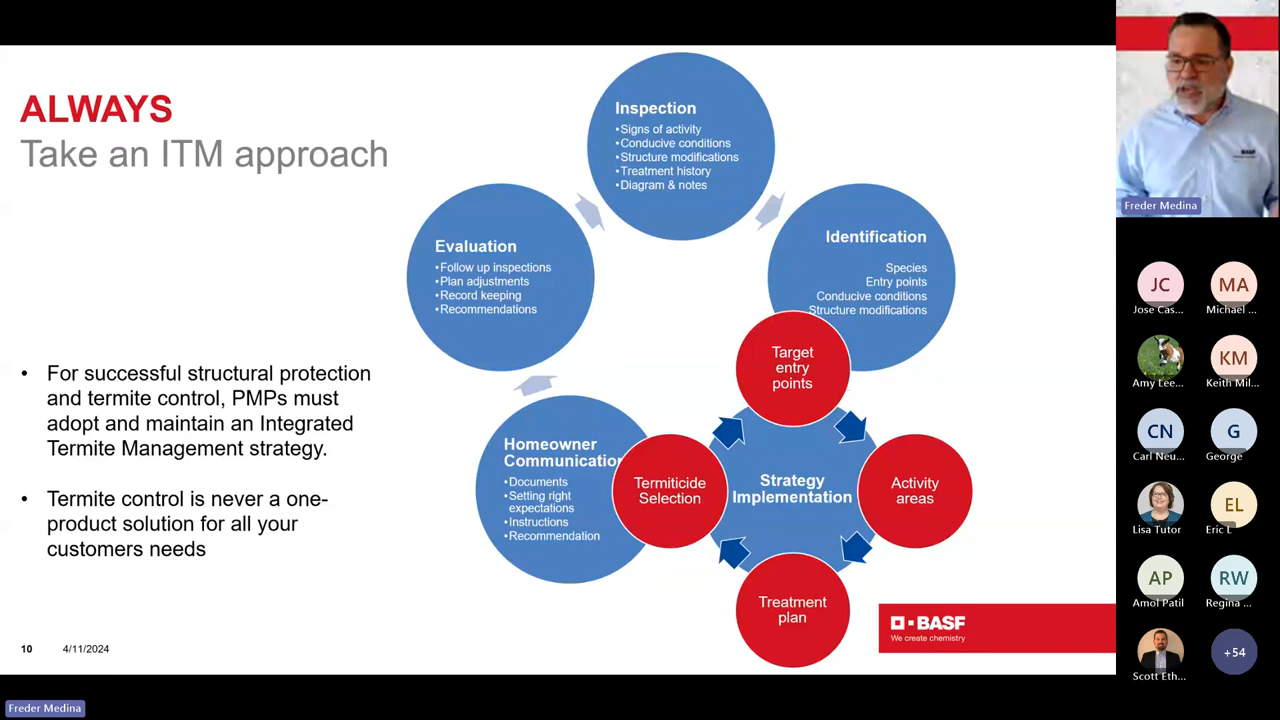 ALWAYS
Take an ITM approach
• For successful structural protection
and termite control, PMPs must
adopt and maintain an Integrated
Termite Management strategy.
• Termite control is never a one-
product solution for all your
customers needs
Inspection
•Signs of activity
•Conducive conditions
•Structure modifications
•Treatment history
•Diagram & notes
Identification
Species
Entry points
Conducive conditions
Structure modifications
Strategy
Implementation
Target
entry
points
Activity
areas
Treatment
plan
Termiticide
Selection
Homeowner
Communication
•Documents
•Setting right
expectations
•Instructions
•Recommendation
Evaluation
•Follow up inspections
•Plan adjustments
•Record keeping
•Recommendations
10
4/11/2024
BASF
We create chemistry
BASF
Freder Medina
JC
Jose Cas...
MA
Michael ...
Amy Lee...
KM
Keith Mil...
CN
Carl Neu...
G
George
Lisa Tutor
EL
Eric L
AP
Amol Patil
RW
Regina ...
Scott Eth...
+54
Freder Medina